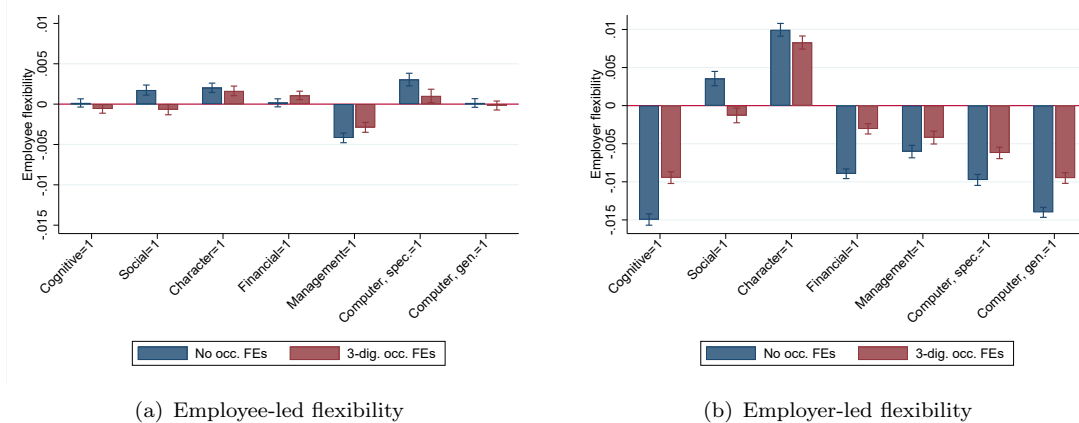 Employee flexibility
.01
.005
0
-.005
-.01
-.015
Cognitive=1
Social=1
Character=1
Financial=1
Management=1
Computer, spec.=1
Computer, gen.=1
No occ. FEs
3-dig. occ. FEs
(a) Employee-led flexibility
Employer flexibility
.01
.005
0
-.005
-.01
-.015
Cognitive=1
Social=1
Character=1
Financial=1
Management=1
Computer, spec.=1
Computer, gen.=1
No occ. FEs
3-dig. occ. FEs
(b) Employer-led flexibility